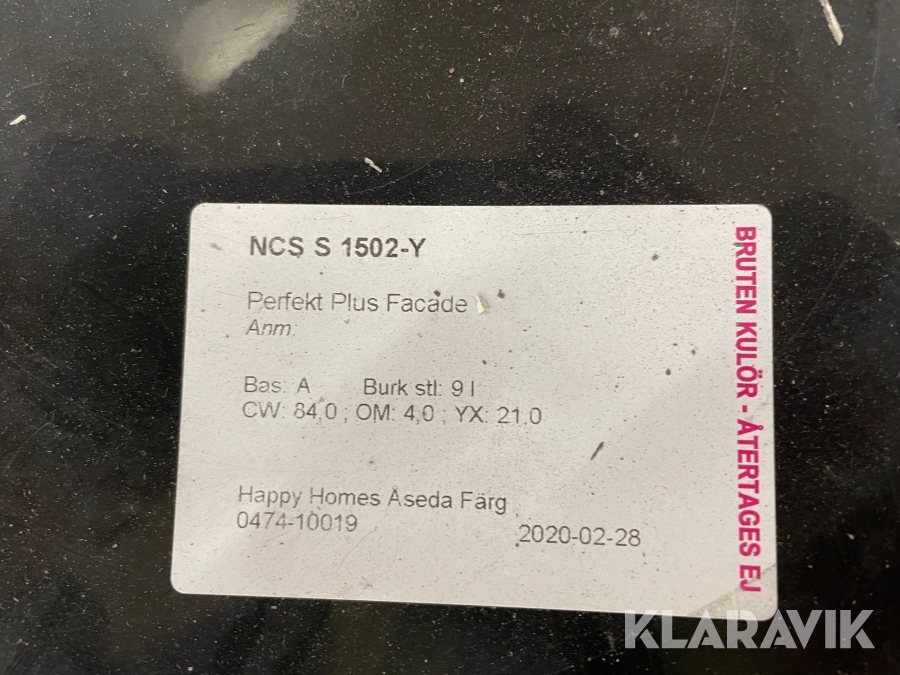 NCS S 1502-Y
Perfekt Plus Facade
Anm:
Bas: A Burk stl: 9 l
CW: 84,0 ; OM: 4,0 ; YX: 21,0
Happy Homes Åseda Färg
0474-10019
2020-02-28
BRUTEN KULÖR - ÅTERTAGES EJ
KLARAVIK